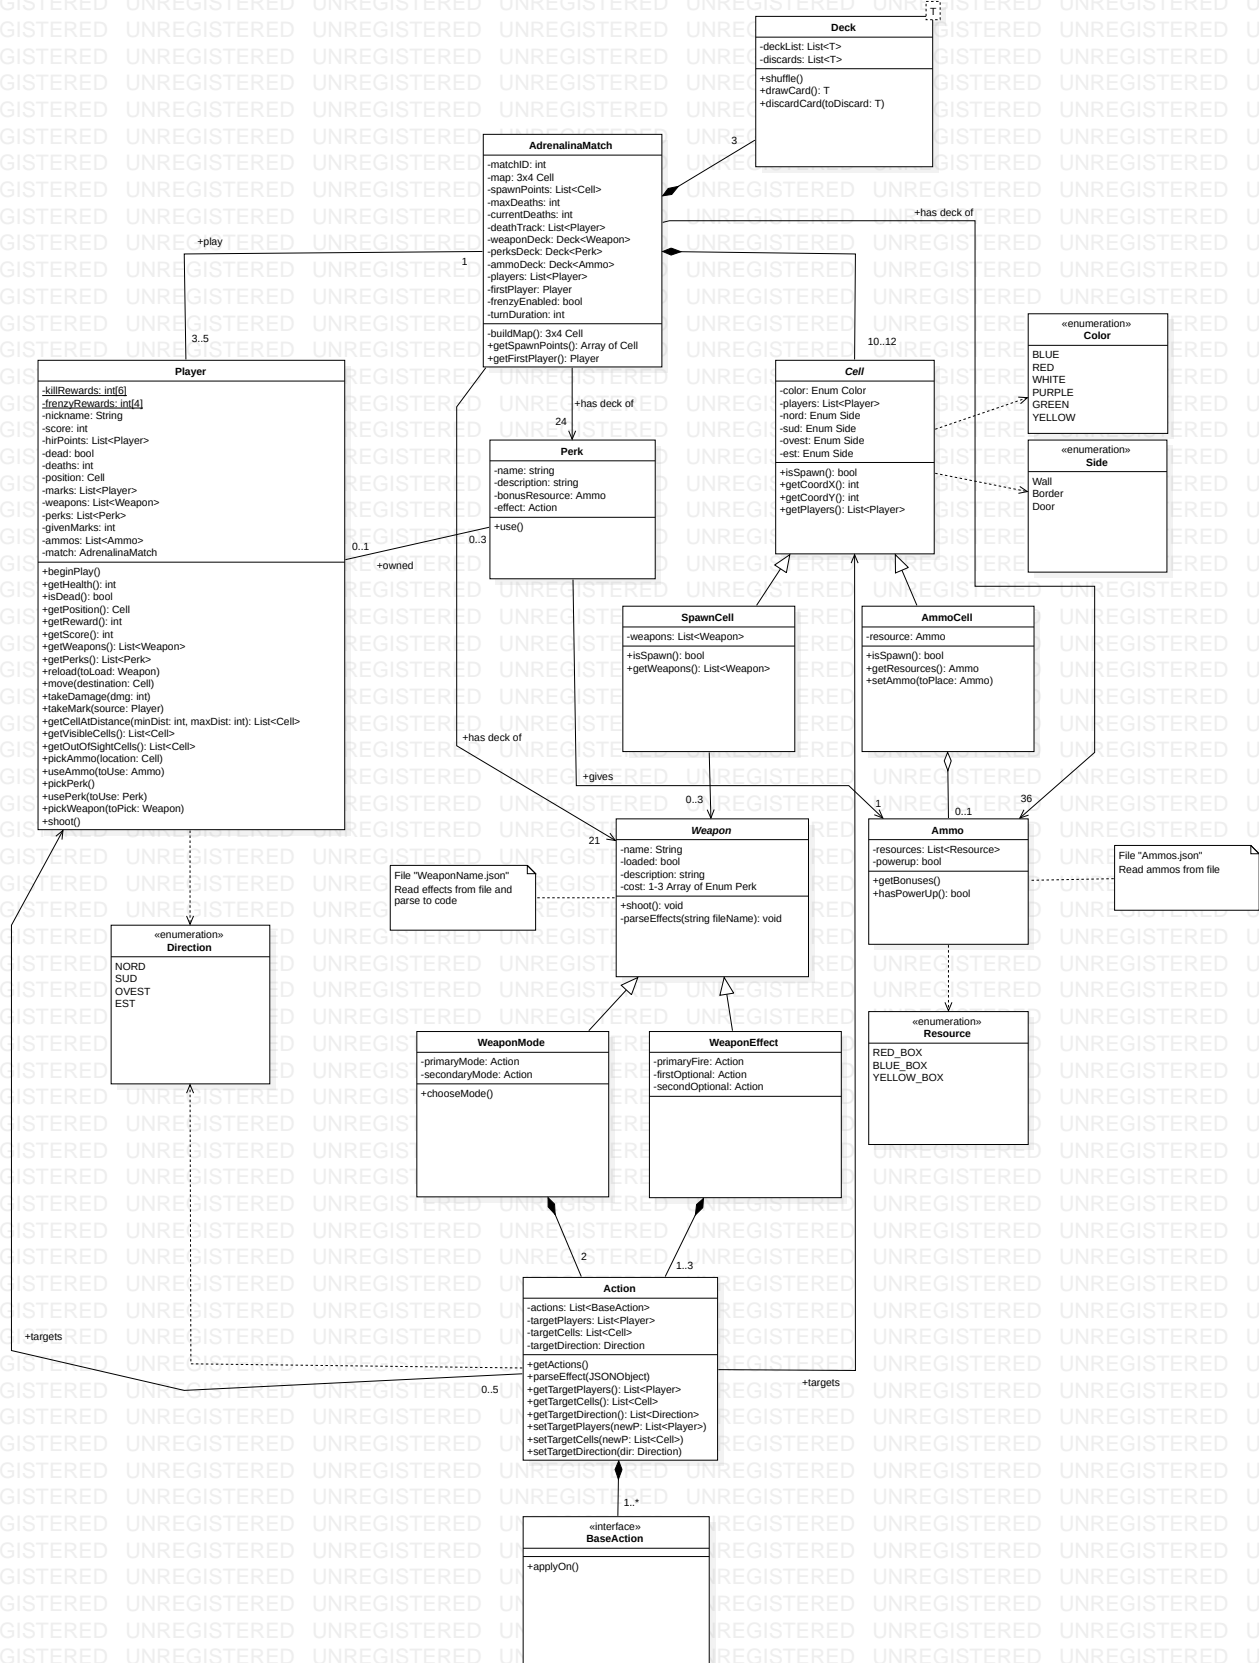 T
Deck
-deckList: List<T>
-discards: List<T>
+shuffle()
+drawCard(): T
+discardCard(toDiscard: T)
3
AdrenalinaMatch
-matchID: int
-map: 3x4 Cell
-spawnPoints: List<Cell>
-maxDeaths: int
-currentDeaths: int
-deathTrack: List<Player>
-weaponDeck: Deck<Weapon>
-perksDeck: Deck<Perk>
-ammoDeck: Deck<Ammo>
-players: List<Player>
-firstPlayer: Player
-frenzyEnabled: bool
-turnDuration: int
-buildMap(): 3x4 Cell
+getSpawnPoints(): Array of Cell
+getFirstPlayer(): Player
+has deck of
+play
1
3..5
10..12
Player
-killRewards: int[6]
-frenzyRewards: int[4]
-nickname: String
-score: int
-hirPoints: List<Player>
-dead: bool
-deaths: int
-position: Cell
-marks: List<Player>
-weapons: List<Weapon>
-perks: List<Perk>
-givenMarks: int
-ammos: List<Ammo>
-match: AdrenalinaMatch
+beginPlay()
+getHealth(): int
+isDead(): bool
+getPosition(): Cell
+getReward(): int
+getScore(): int
+getWeapons(): List<Weapon>
+getPerks(): List<Perk>
+reload(toLoad: Weapon)
+move(destination: Cell)
+takeDamage(dmg: int)
+takeMark(source: Player)
+getCellAtDistance(minDist: int, maxDist: int): List<Cell>
+getVisibleCells(): List<Cell>
+getOutOfSightCells(): List<Cell>
+pickAmmo(location: Cell)
+useAmmo(toUse: Ammo)
+pickPerk()
+usePerk(toUse: Perk)
+pickWeapon(toPick: Weapon)
+shoot()
+has deck of
24
Perk
-name: string
-description: string
-bonusResource: Ammo
-effect: Action
+use()
0..1
0..3
+owned
Cell
-color: Enum Color
-players: List<Player>
-nord: Enum Side
-sud: Enum Side
-ovest: Enum Side
-est: Enum Side
+isSpawn(): bool
+getCoordX(): int
+getCoordY(): int
+getPlayers(): List<Player>
«enumeration»
Color
BLUE
RED
WHITE
PURPLE
GREEN
YELLOW
«enumeration»
Side
Wall
Border
Door
SpawnCell
-weapons: List<Weapon>
+isSpawn(): bool
+getWeapons(): List<Weapon>
AmmoCell
-resource: Ammo
+isSpawn(): bool
+getResources(): Ammo
+setAmmo(toPlace: Ammo)
+has deck of
+gives
0..3
1
0..1
36
21
Weapon
-name: String
-loaded: bool
-description: string
-cost: 1-3 Array of Enum Perk
+shoot(): void
-parseEffects(string fileName): void
File "WeaponName.json"
Read effects from file and
parse to code
Ammo
-resources: List<Resource>
-powerup: bool
+getBonuses()
+hasPowerUp(): bool
File "Ammos.json"
Read ammos from file
«enumeration»
Direction
NORD
SUD
OVEST
EST
«enumeration»
Resource
RED_BOX
BLUE_BOX
YELLOW_BOX
WeaponMode
-primaryMode: Action
-secondaryMode: Action
+chooseMode()
WeaponEffect
-primaryFire: Action
-firstOptional: Action
-secondOptional: Action
2
1..3
Action
-actions: List<BaseAction>
-targetPlayers: List<Player>
-targetCells: List<Cell>
-targetDirection: Direction
+getActions()
+parseEffect(JSONObject)
+getTargetPlayers(): List<Player>
+getTargetCells(): List<Cell>
+getTargetDirection(): List<Direction>
+setTargetPlayers(newP: List<Player>)
+setTargetCells(newP: List<Cell>)
+setTargetDirection(dir: Direction)
+targets
0..5
+targets
1..*
«interface»
BaseAction
+applyOn()
UNREGISTERED